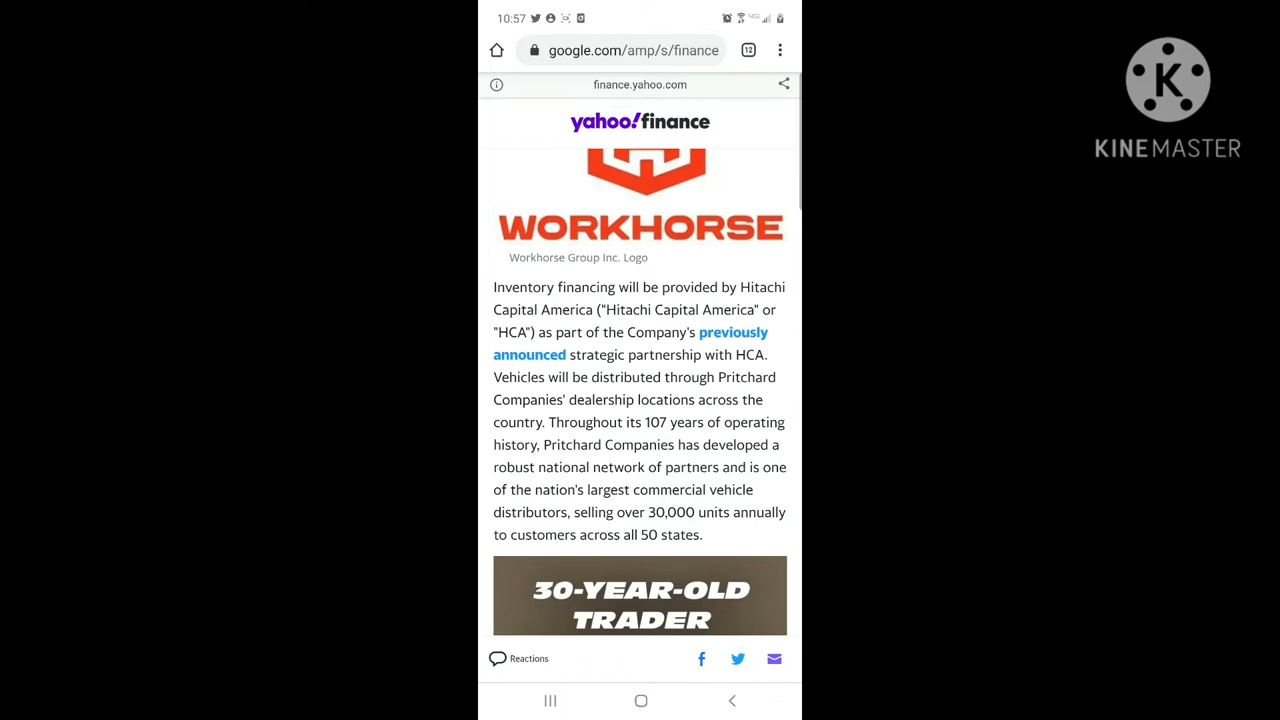 10:57
google.com/amp/s/finance
12
finance.yahoo.com
yahoo!finance
WORKHORSE
Workhorse Group Inc. Logo
Inventory financing will be provided by Hitachi
Capital America ("Hitachi Capital America" or
"HCA") as part of the Company's previously
announced strategic partnership with HCA.
Vehicles will be distributed through Pritchard
Companies' dealership locations across the
country. Throughout its 107 years of operating
history, Pritchard Companies has developed a
robust national network of partners and is one
of the nation's largest commercial vehicle
distributors, selling over 30,000 units annually
to customers across all 50 states.
30-YEAR-OLD
TRADER
Reactions
K
KINEMASTER